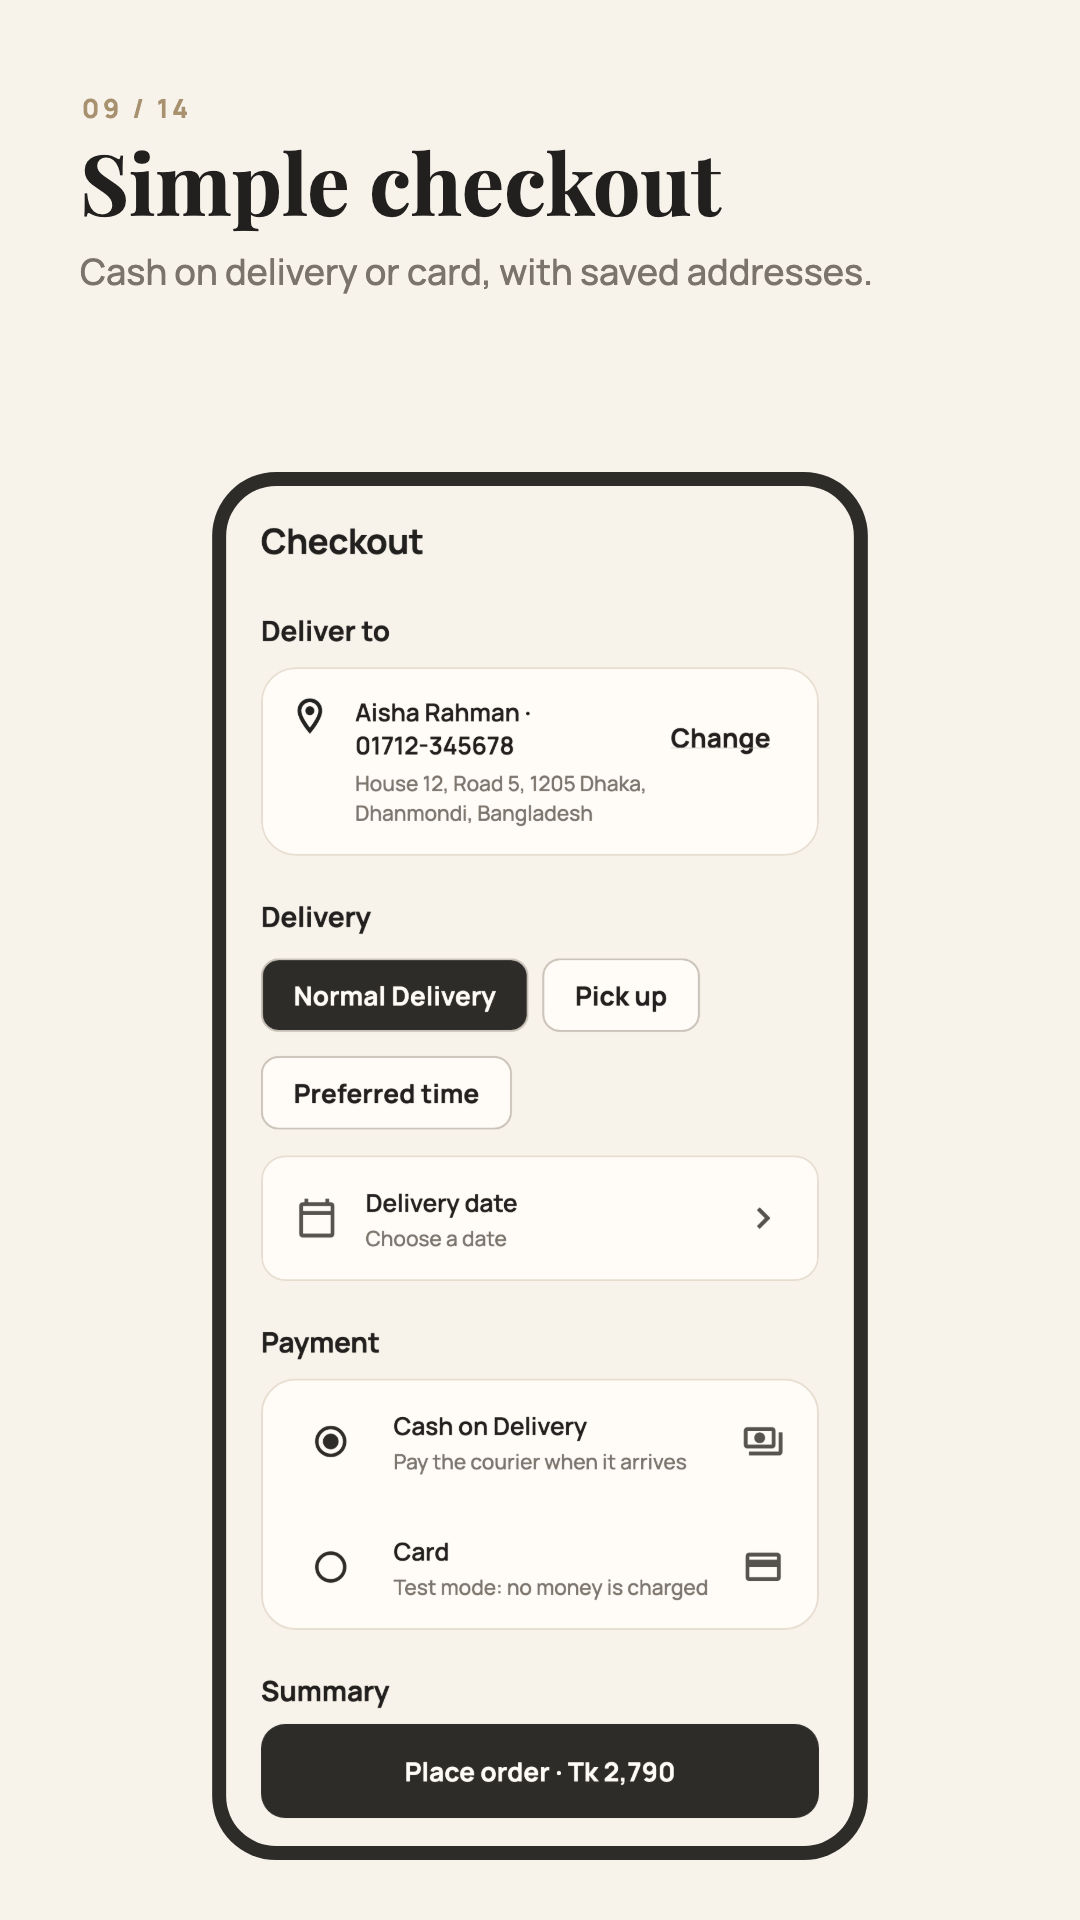 09 / 14
Simple checkout
Cash on delivery or card, with saved addresses.
Checkout
Deliver to
Aisha Rahman ·
01712-345678
Change
House 12, Road 5, 1205 Dhaka,
Dhanmondi, Bangladesh
Delivery
Normal Delivery
Pick up
Preferred time
Delivery date
Choose a date
Payment
Cash on Delivery
Pay the courier when it arrives
Card
Test mode: no money is charged
Summary
Place order · Tk 2,790